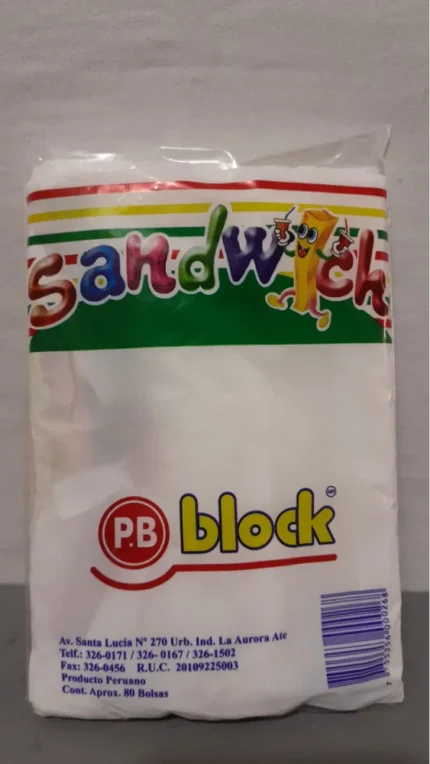 Sandwich
P.B block
Av. Santa Lucía Nº 270 Urb. Ind. La Aurora Ate
Telf.: 326-0171 / 326- 0167 / 326-1502
Fax: 326-0456 R.U.C. 20109225003
Producto Peruano
Cont. Aprox. 80 Bolsas